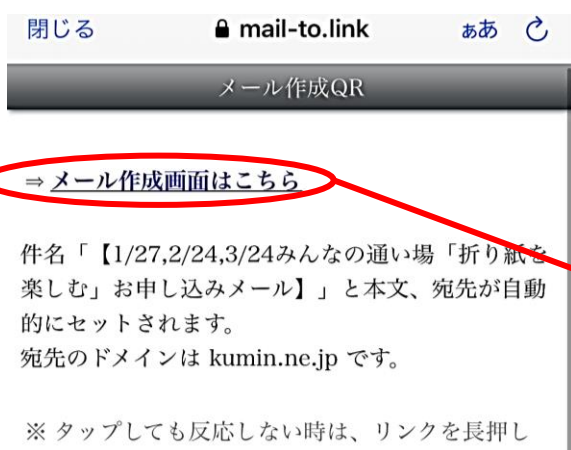 閉じる mail-to.link ぁあ
メール作成QR
⇒ メール作成画面はこちら
件名「【1/27,2/24,3/24みんなの通い場「折り紙を
楽しむ」お申し込みメール】」と本文、宛先が自動
的にセットされます。
宛先のドメインは kumin.ne.jp です。
※ タップしても反応しない時は、リンクを長押し